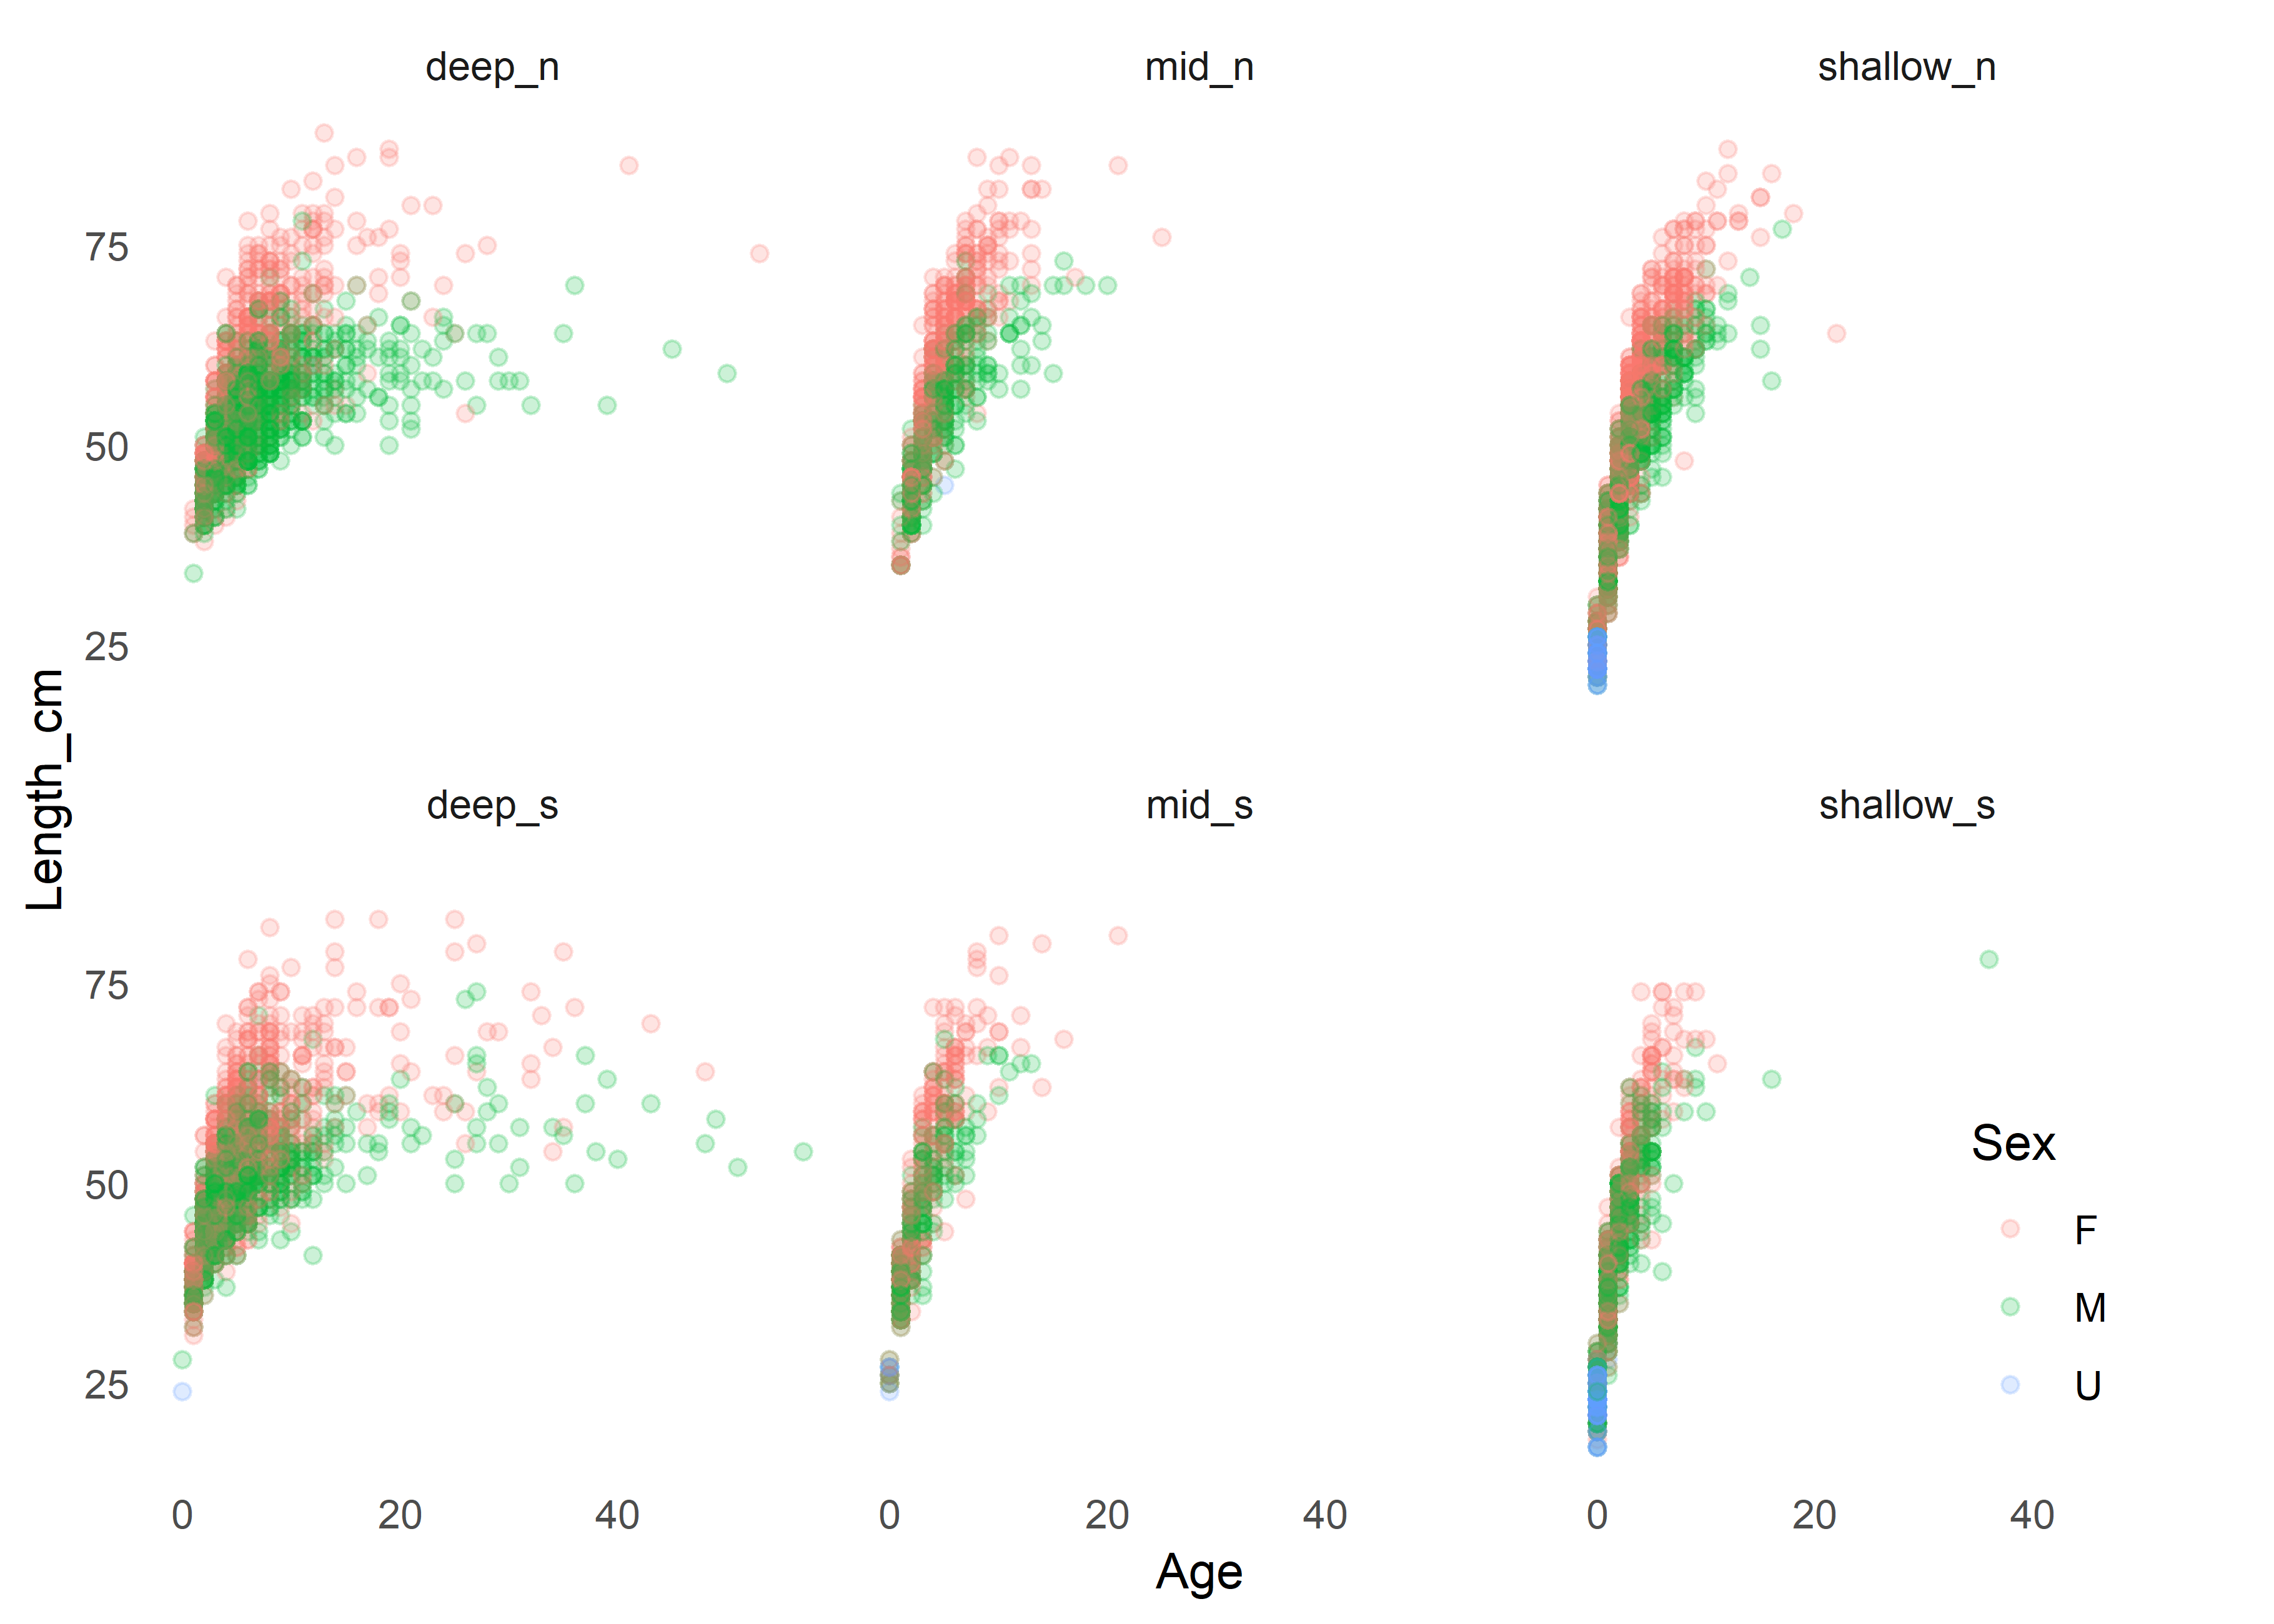 deep_n mid_n shallow_n
75
50
25
Length_cm
deep_s mid_s shallow_s
75
50
25
Sex
F
M
U
0 20 40 0 20 40 0 20 40
Age